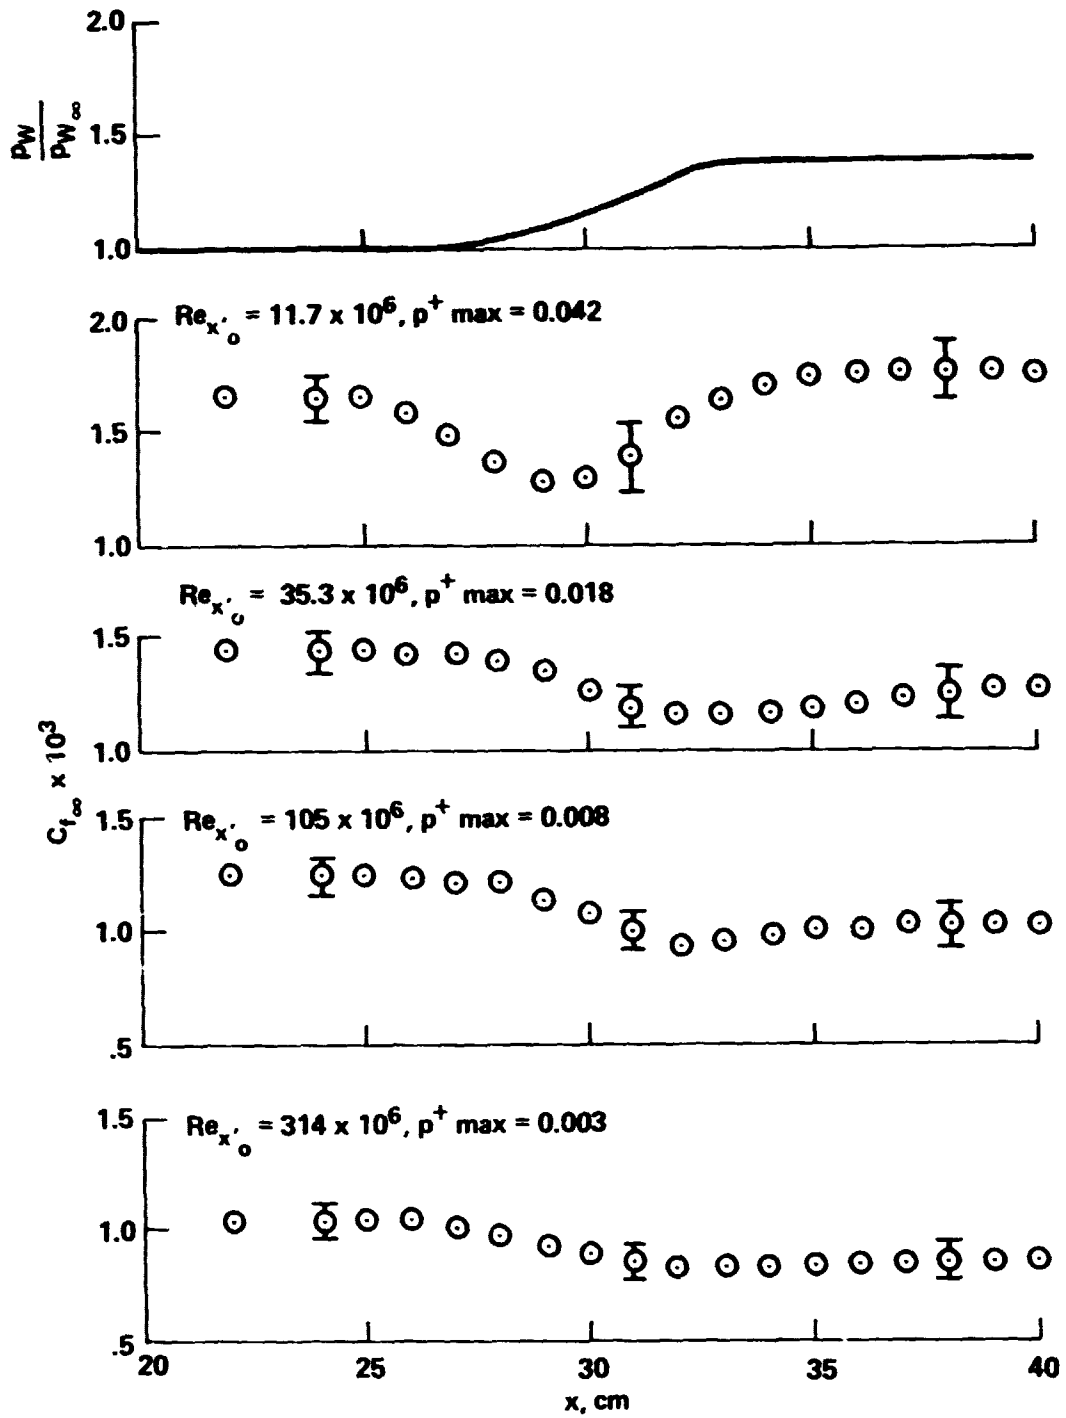 2.0
p_W / p_W∞
1.5
1.0
Re_x′o = 11.7 x 10^6, p^+ max = 0.042
2.0
1.5
1.0
Re_x′o = 35.3 x 10^6, p^+ max = 0.018
1.5
1.0
C_f∞ x 10^3
Re_x′o = 105 x 10^6, p^+ max = 0.008
1.5
1.0
.5
Re_x′o = 314 x 10^6, p^+ max = 0.003
1.5
1.0
.5
20 25 30 35 40
x, cm